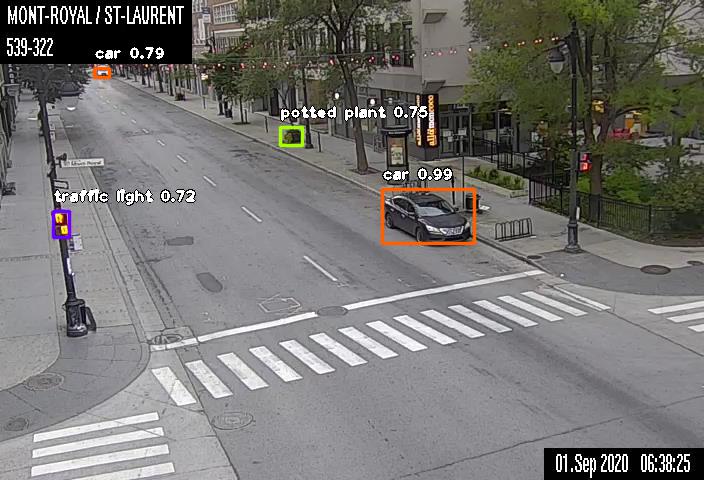 MONT-ROYAL / ST-LAURENT
539-322
car 0.79
potted plant 0.75
car 0.99
traffic light 0.72
01.Sep 2020 06:38:25